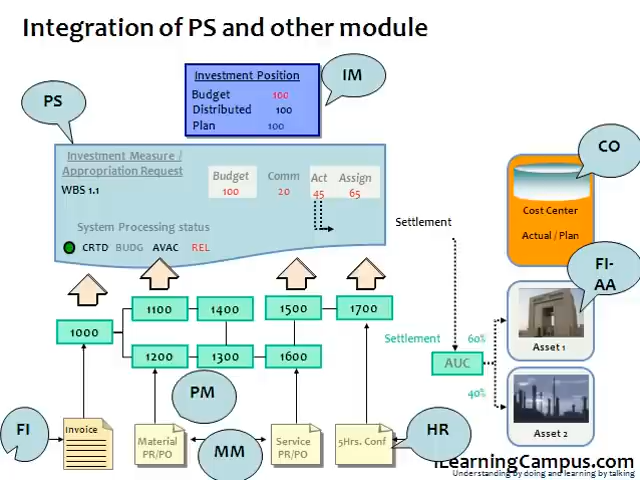 Integration of PS and other module
Investment Position
Budget 100
Distributed 100
Plan 100
IM
PS
Investment Measure /
Appropriation Request
WBS 1.1
Budget
100
Comm
20
Act
45
Assign
65
System Processing status
CRTD BUDG AVAC REL
Settlement
CO
Cost Center
Actual / Plan
FI-
AA
Asset 1
Asset 2
Settlement 60%
AUC
40%
1000
1100
1400
1500
1700
1200
1300
1600
PM
FI
Invoice
Material
PR/PO
MM
Service
PR/PO
5Hrs. Conf
HR
iLearningCampus.com
Understanding by doing and learning by talking